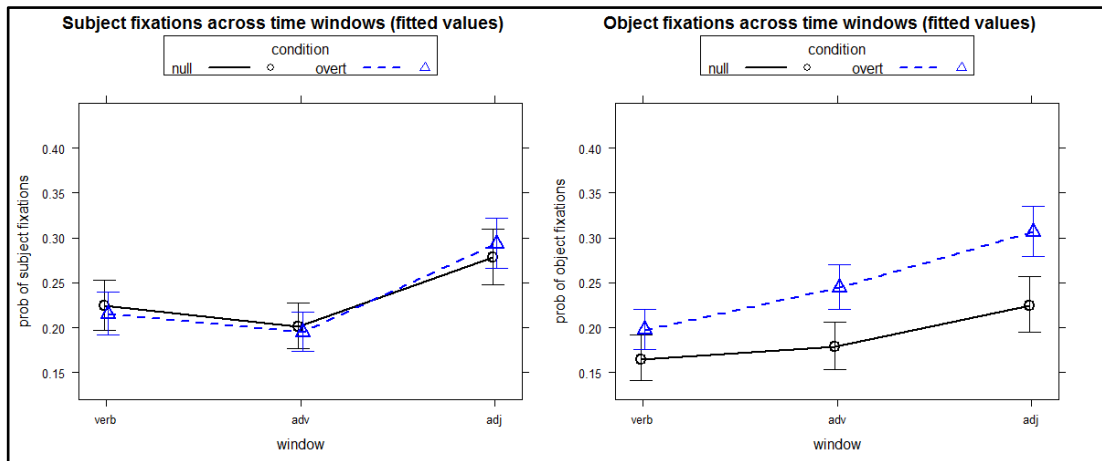 Subject fixations across time windows (fitted values)
condition
null overt
prob of subject fixations
0.40
0.35
0.30
0.25
0.20
0.15
verb adv adj
window
Object fixations across time windows (fitted values)
condition
null overt
prob of object fixations
0.40
0.35
0.30
0.25
0.20
0.15
verb adv adj
window